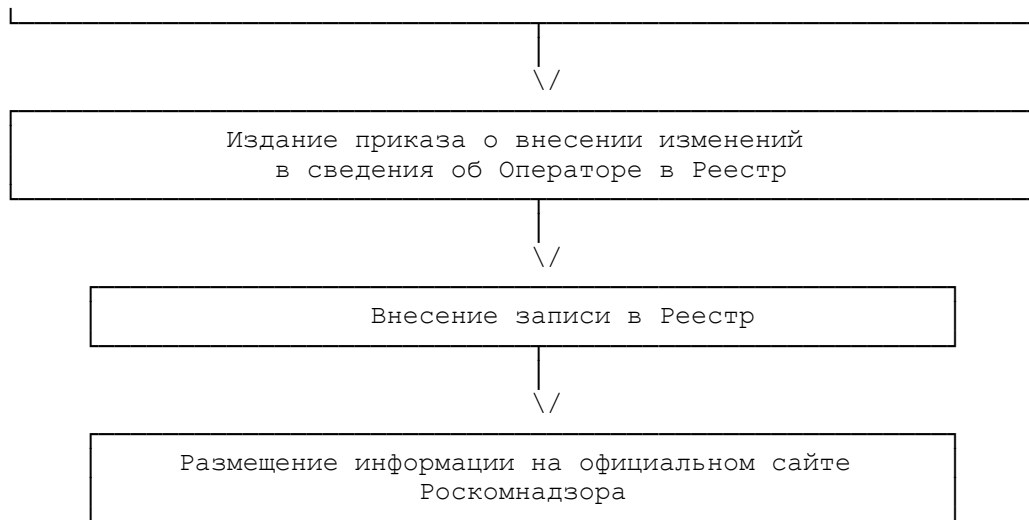 Издание приказа о внесении изменений
в сведения об Операторе в Реестр
Внесение записи в Реестр
Размещение информации на официальном сайте
Роскомнадзора